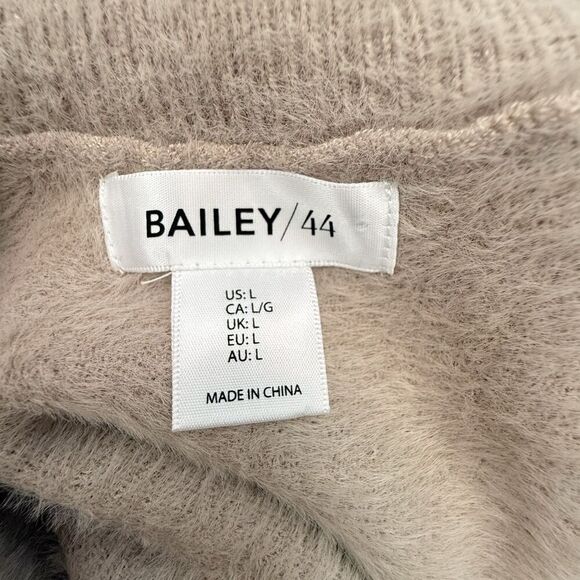 BAILEY/44
US: L
CA: L/G
UK: L
EU: L
AU: L
MADE IN CHINA